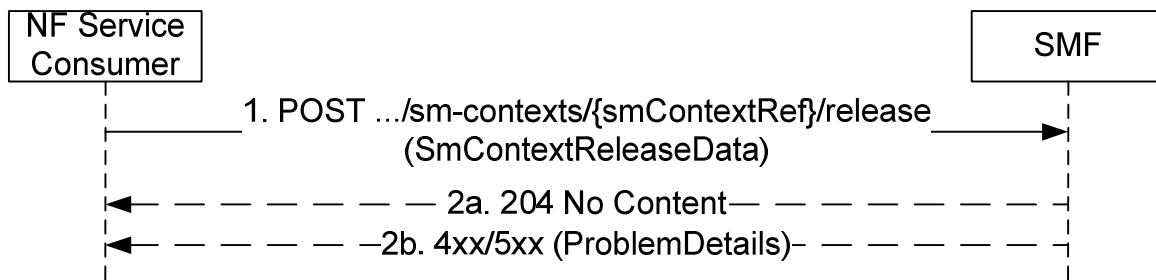 NF Service
Consumer
SMF
1. POST .../sm-contexts/{smContextRef}/release
(SmContextReleaseData)
2a. 204 No Content
2b. 4xx/5xx (ProblemDetails)